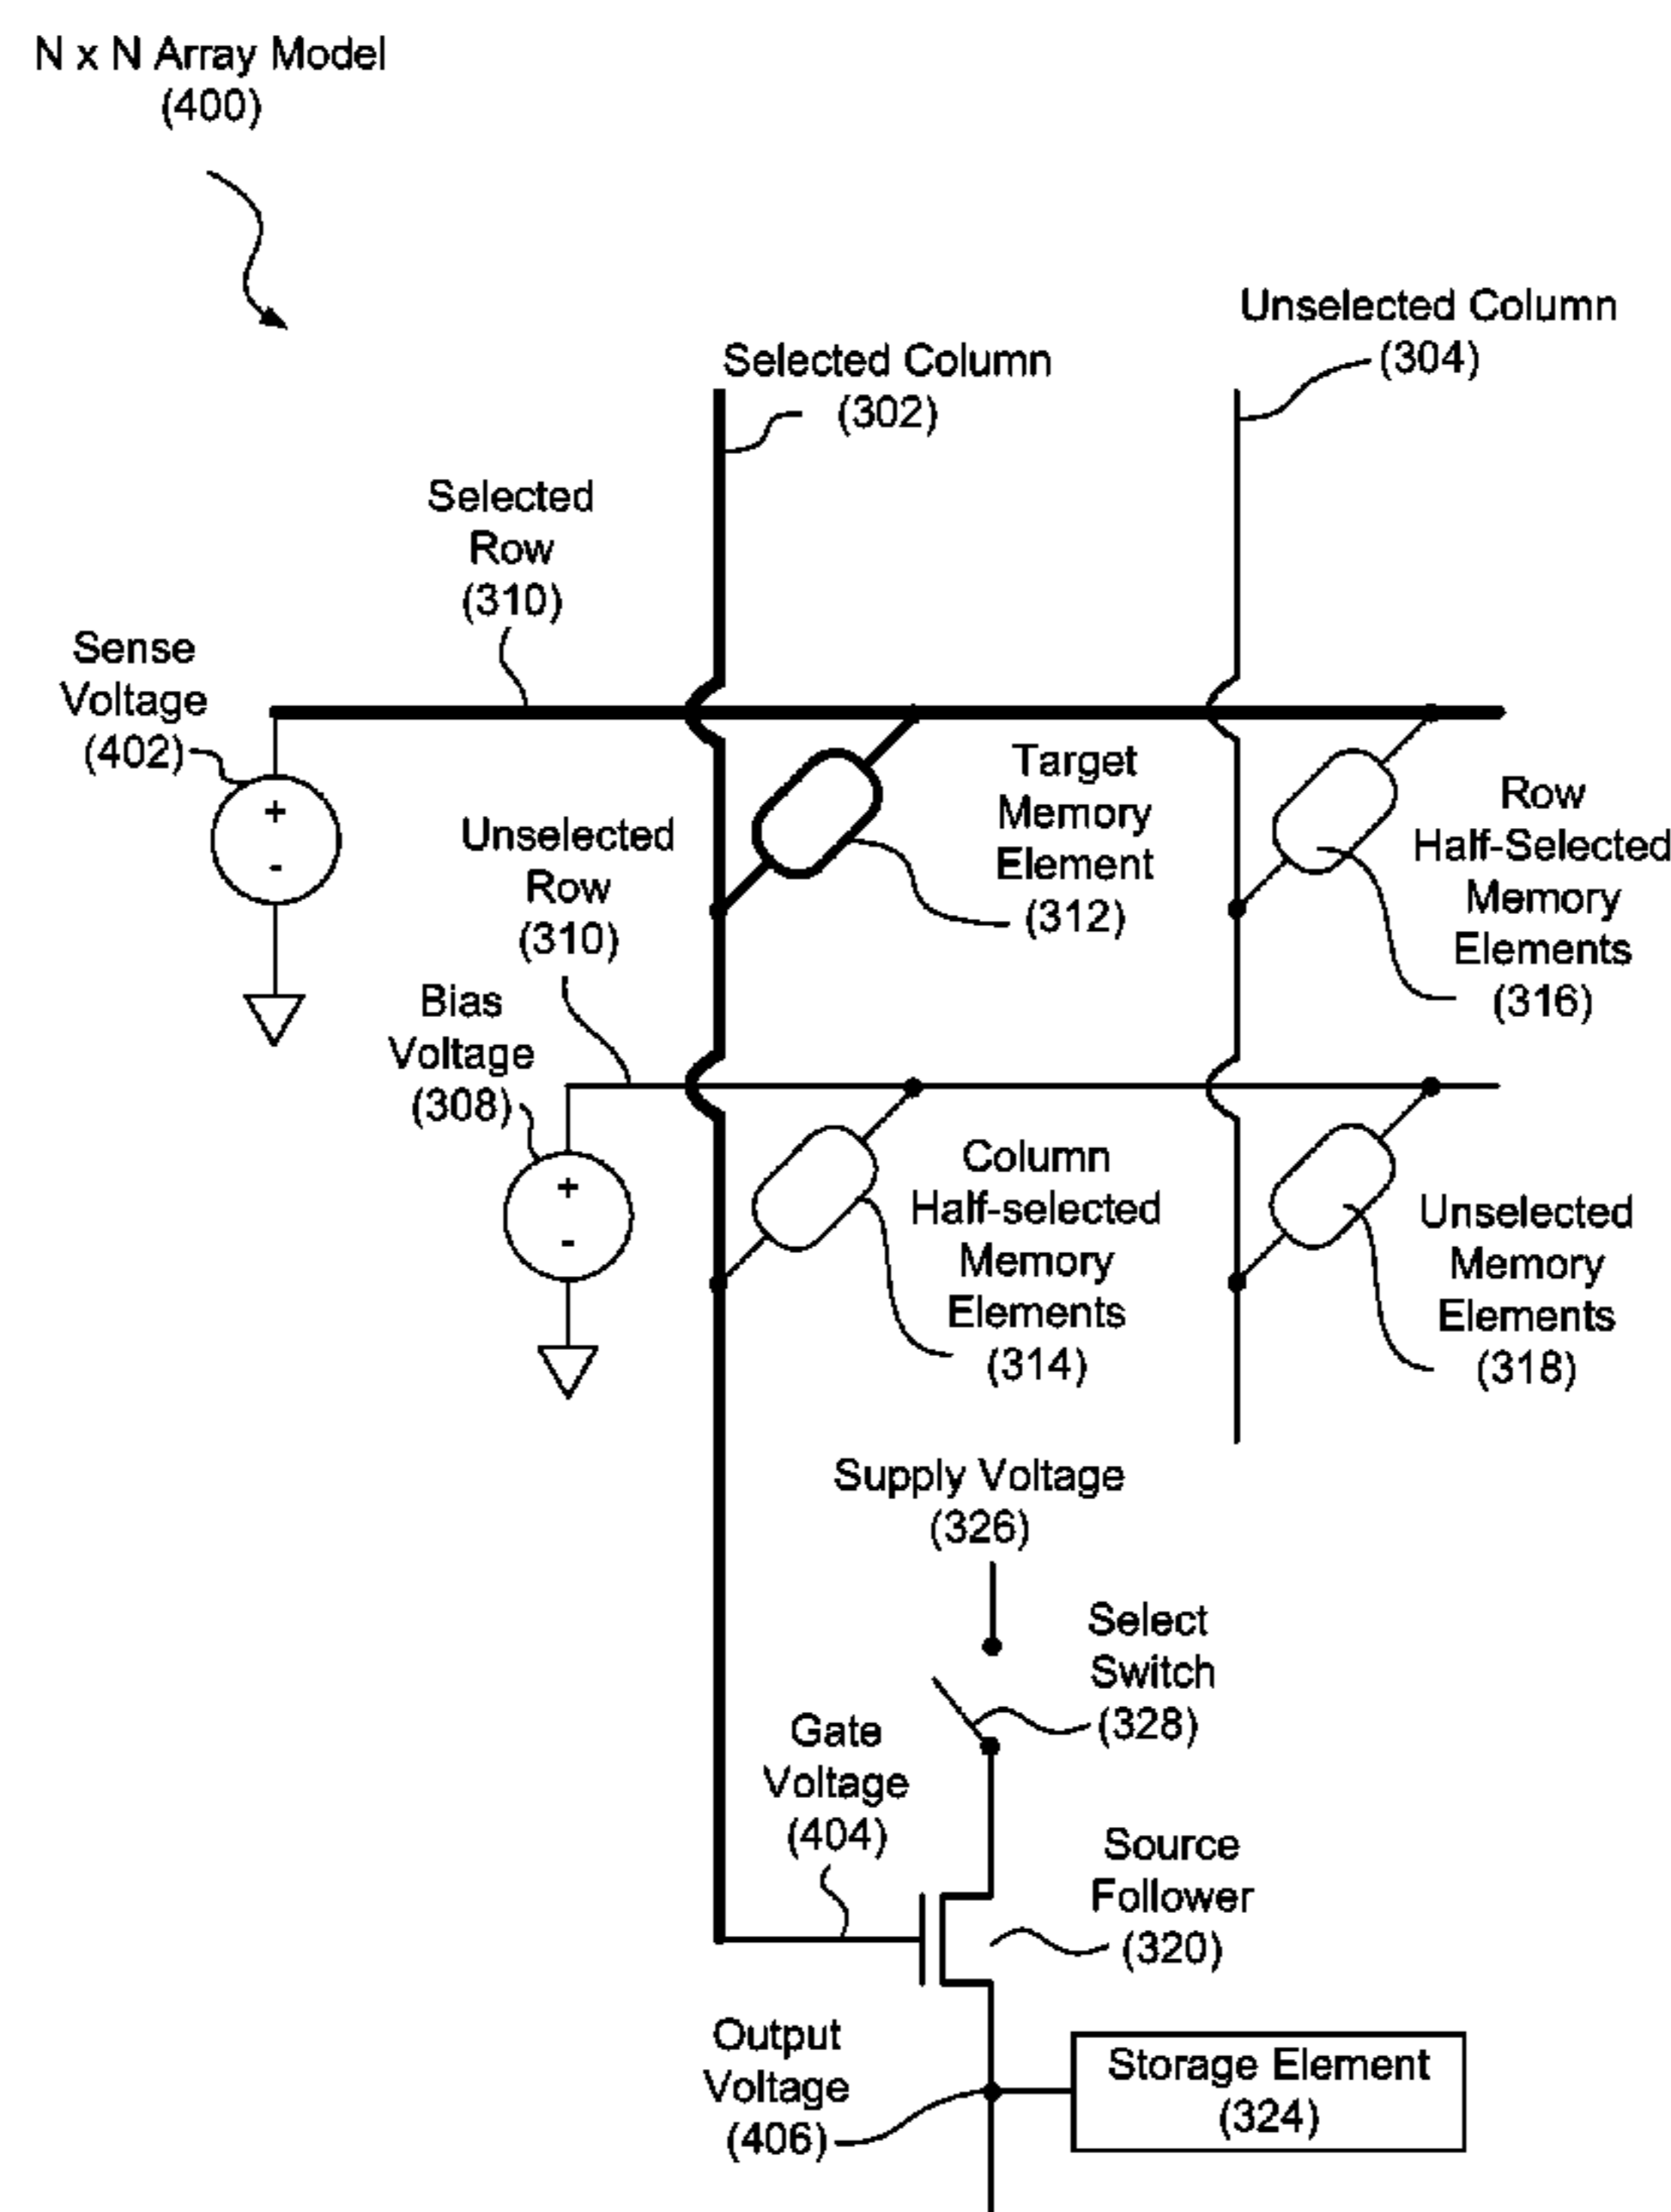 N x N Array Model
(400)
Unselected Column
(304)
Selected Column
(302)
Selected
Row
(310)
Sense
Voltage
(402)
+
-
Target
Memory
Element
(312)
Row
Half-Selected
Memory
Elements
(316)
Unselected
Row
(310)
Bias
Voltage
(308)
+
-
Column
Half-selected
Memory
Elements
(314)
Unselected
Memory
Elements
(318)
Supply Voltage
(326)
Select
Switch
(328)
Gate
Voltage
(404)
Source
Follower
(320)
Output
Voltage
(406)
Storage Element
(324)